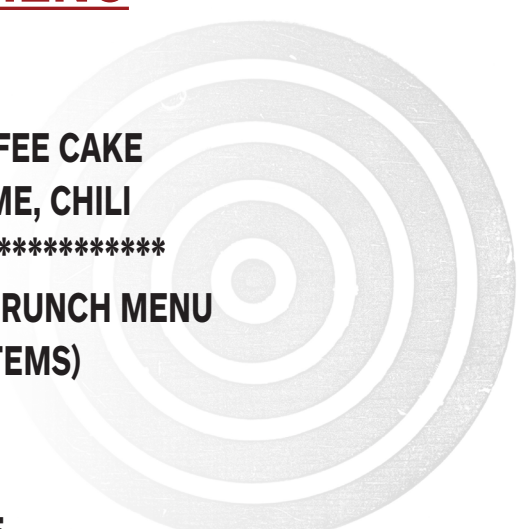 FEE CAKE
ME, CHILI
***********
RUNCH MENU
TEMS)